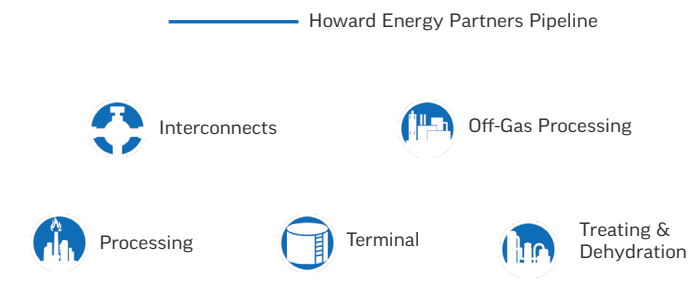 Howard Energy Partners Pipeline
Interconnects
Off-Gas Processing
Processing
Terminal
Treating &
Dehydration